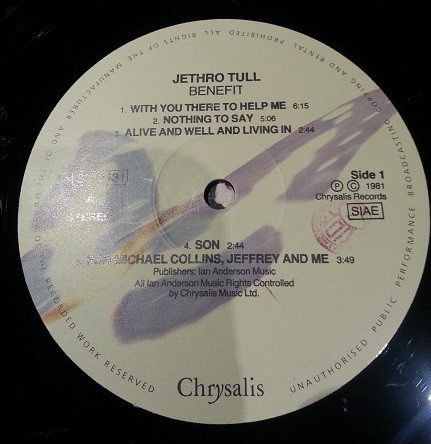 JETHRO TULL
BENEFIT
1. WITH YOU THERE TO HELP ME 6:15
2. NOTHING TO SAY 5:06
3. ALIVE AND WELL AND LIVING IN 2:44
A
STEREO
Side 1
Ⓟ Ⓒ 1981
Chrysalis Records
SIAE
4. SON 2:44
MICHAEL COLLINS, JEFFREY AND ME 3:49
Publishers: Ian Anderson Music
All Ian Anderson Music Rights Controlled
by Chrysalis Music Ltd.
Chrysalis
ALL RIGHTS OF THE MANUFACTURER AND OF THE OWNER OF THE RECORDED WORK RESERVED
UNAUTHORISED PUBLIC PERFORMANCE BROADCASTING COPYING AND RENTAL PROHIBITED